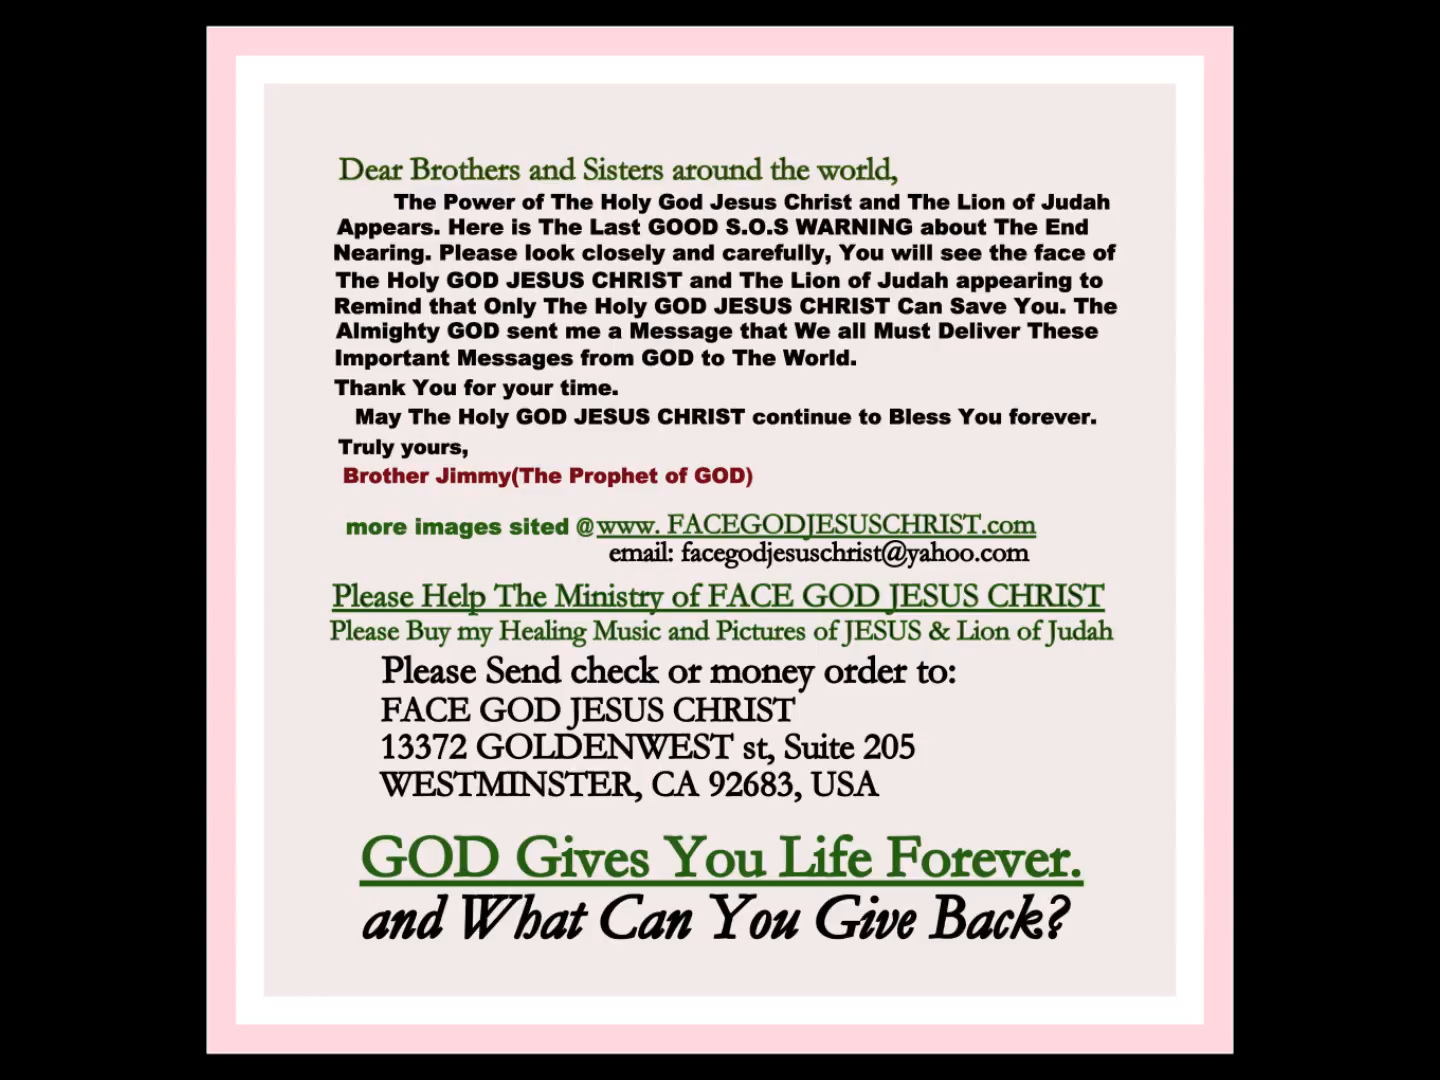 Dear Brothers and Sisters around the world,
The Power of The Holy God Jesus Christ and The Lion of Judah
Appears. Here is The Last GOOD S.O.S WARNING about The End
Nearing. Please look closely and carefully, You will see the face of
The Holy GOD JESUS CHRIST and The Lion of Judah appearing to
Remind that Only The Holy GOD JESUS CHRIST Can Save You. The
Almighty GOD sent me a Message that We all Must Deliver These
Important Messages from GOD to The World.
Thank You for your time.
May The Holy GOD JESUS CHRIST continue to Bless You forever.
Truly yours,
Brother Jimmy(The Prophet of GOD)
more images sited @www. FACEGODJESUSCHRIST.com
email: facegodjesuschrist@yahoo.com
Please Help The Ministry of FACE GOD JESUS CHRIST
Please Buy my Healing Music and Pictures of JESUS & Lion of Judah
Please Send check or money order to:
FACE GOD JESUS CHRIST
13372 GOLDENWEST st, Suite 205
WESTMINSTER, CA 92683, USA
GOD Gives You Life Forever.
and What Can You Give Back?